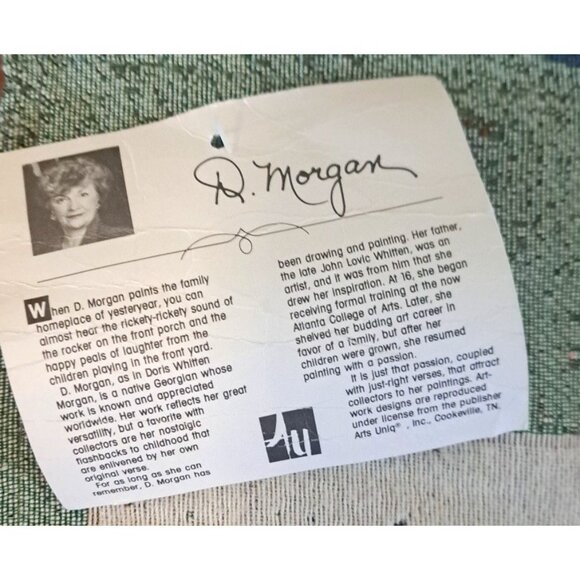 D. Morgan
When D. Morgan paints the family
homeplace of yesteryear, you can
almost hear the rickety-rickety sound of
the rocker on the front porch and the
happy peals of laughter from the
children playing in the front yard.
D. Morgan, as in Doris Whitten
Morgan, is a native Georgian whose
work is known and appreciated
worldwide. Her work reflects her great
versatility, but a favorite with
collectors are her nostalgic
flashbacks to childhood that
are enlivened by her own
original verse.
For as long as she can
remember, D. Morgan has
been drawing and painting. Her father,
the late John Lovic Whitten, was an
artist, and it was from him that she
drew her inspiration. At 16, she began
receiving formal training at the now
Atlanta College of Arts. Later, she
shelved her budding art career in
favor of a family, but after her
children were grown, she resumed
painting with a passion.
It is just that passion, coupled
with just-right verses, that attract
collectors to her paintings. Art-
work designs are reproduced
under license from the publisher
Arts Uniq®, Inc., Cookeville, TN.
AU